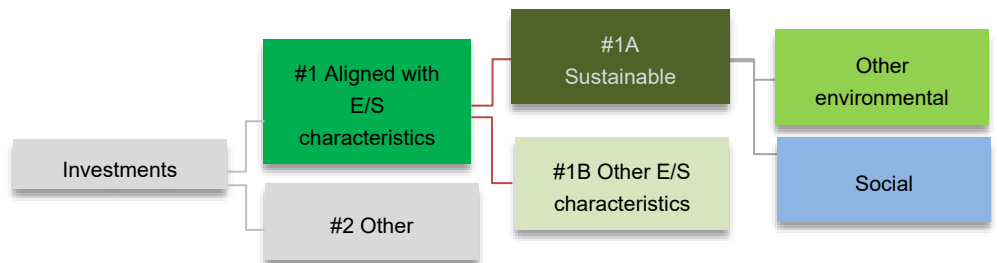 Investments
#1 Aligned with
E/S
characteristics
#2 Other
#1A
Sustainable
#1B Other E/S
characteristics
Other
environmental
Social